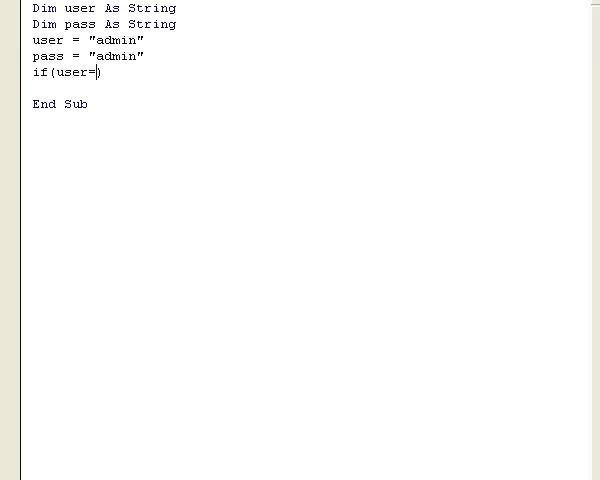 Dim user As String
Dim pass As String
user = "admin"
pass = "admin"
if(user=)
End Sub